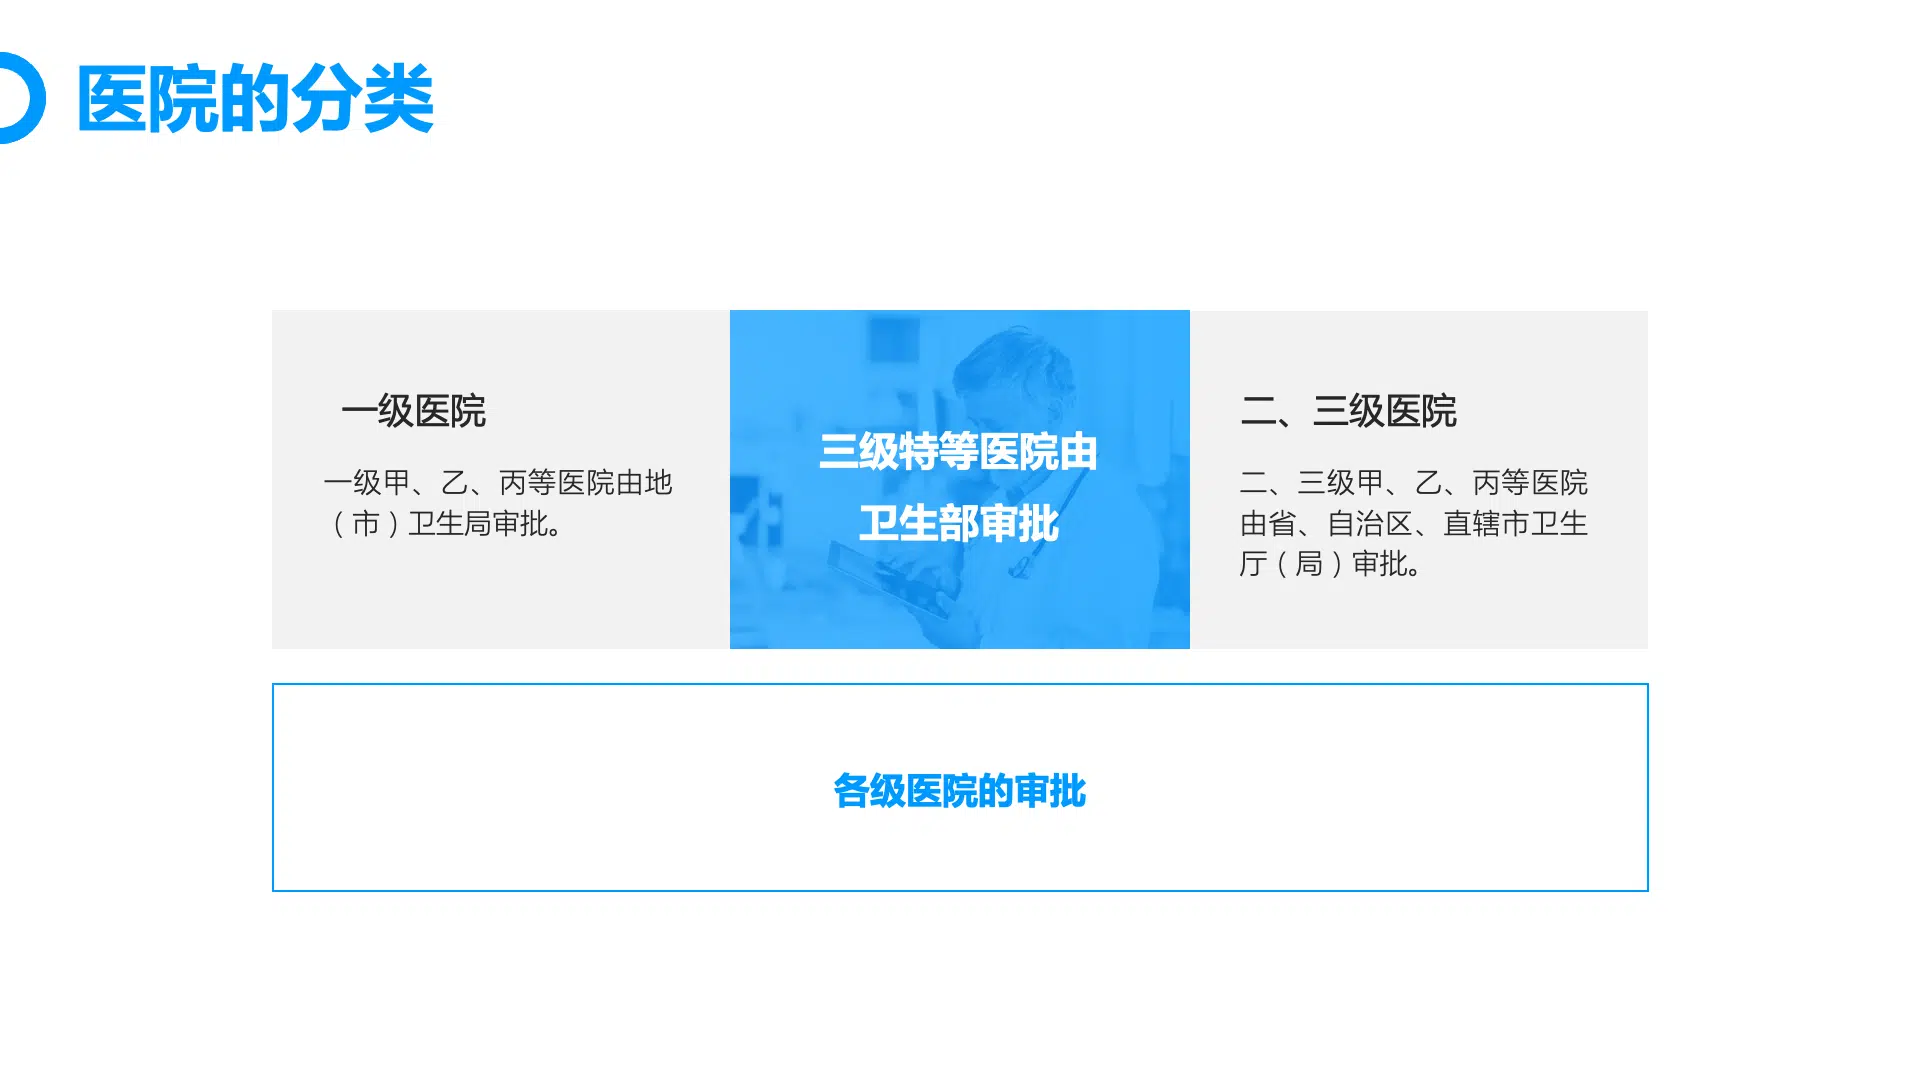 医院的分类
一级医院
一级甲、乙、丙等医院由地
（市）卫生局审批。
三级特等医院由
卫生部审批
二、三级医院
二、三级甲、乙、丙等医院
由省、自治区、直辖市卫生
厅（局）审批。
各级医院的审批